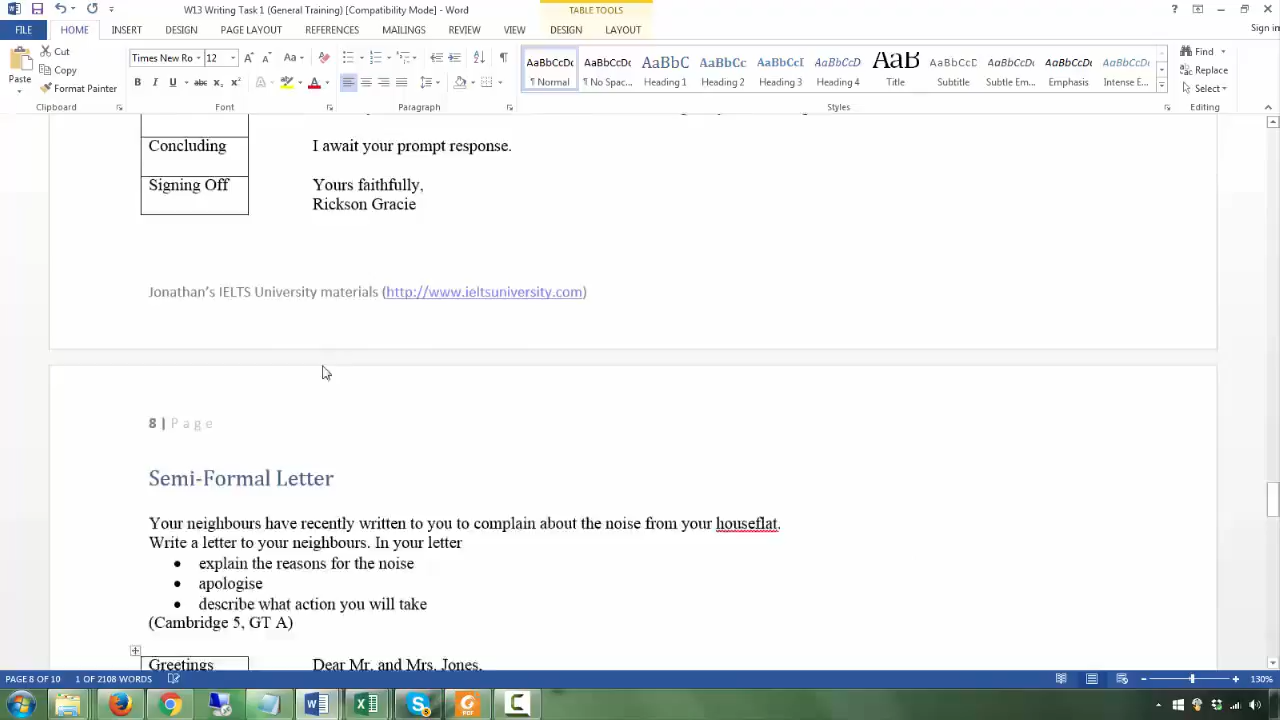 W13 Writing Task 1 (General Training) [Compatibility Mode] - Word
TABLE TOOLS
Sign in
FILE HOME INSERT DESIGN PAGE LAYOUT REFERENCES MAILINGS REVIEW VIEW DESIGN LAYOUT
Paste
Cut
Copy
Format Painter
Clipboard
Times New Ro 12
Font
Paragraph
AaBbCcDc AaBbCcDc AaBbC AaBbCc AaBbCcI AaBbCcD AaB AaBbCcD AaBbCcD AaBbCcD AaBbCcD
¶ Normal ¶ No Spac... Heading 1 Heading 2 Heading 3 Heading 4 Title Subtitle Subtle Em... Emphasis Intense E...
Styles
Find
Replace
Select
Editing
Concluding I await your prompt response.
Signing Off Yours faithfully,
Rickson Gracie
Jonathan’s IELTS University materials (http://www.ieltsuniversity.com)
8 | Page
Semi-Formal Letter
Your neighbours have recently written to you to complain about the noise from your houseflat.
Write a letter to your neighbours. In your letter
• explain the reasons for the noise
• apologise
• describe what action you will take
(Cambridge 5, GT A)
Greetings Dear Mr. and Mrs. Jones,
PAGE 8 OF 10 1 OF 2108 WORDS 130%